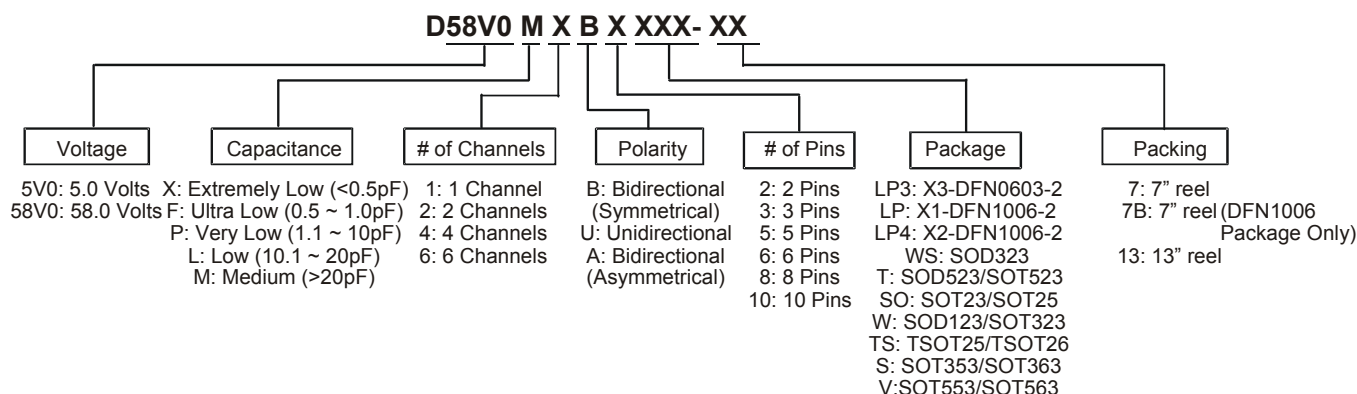 D58V0 M X B X XXX- XX
Voltage
5V0: 5.0 Volts
58V0: 58.0 Volts
Capacitance
X: Extremely Low (<0.5pF)
F: Ultra Low (0.5 ~ 1.0pF)
P: Very Low (1.1 ~ 10pF)
L: Low (10.1 ~ 20pF)
M: Medium (>20pF)
# of Channels
1: 1 Channel
2: 2 Channels
4: 4 Channels
6: 6 Channels
Polarity
B: Bidirectional
(Symmetrical)
U: Unidirectional
A: Bidirectional
(Asymmetrical)
# of Pins
2: 2 Pins
3: 3 Pins
5: 5 Pins
6: 6 Pins
8: 8 Pins
10: 10 Pins
Package
LP3: X3-DFN0603-2
LP: X1-DFN1006-2
LP4: X2-DFN1006-2
WS: SOD323
T: SOD523/SOT523
SO: SOT23/SOT25
W: SOD123/SOT323
TS: TSOT25/TSOT26
S: SOT353/SOT363
V:SOT553/SOT563
Packing
7: 7” reel
7B: 7” reel (DFN1006
Package Only)
13: 13” reel